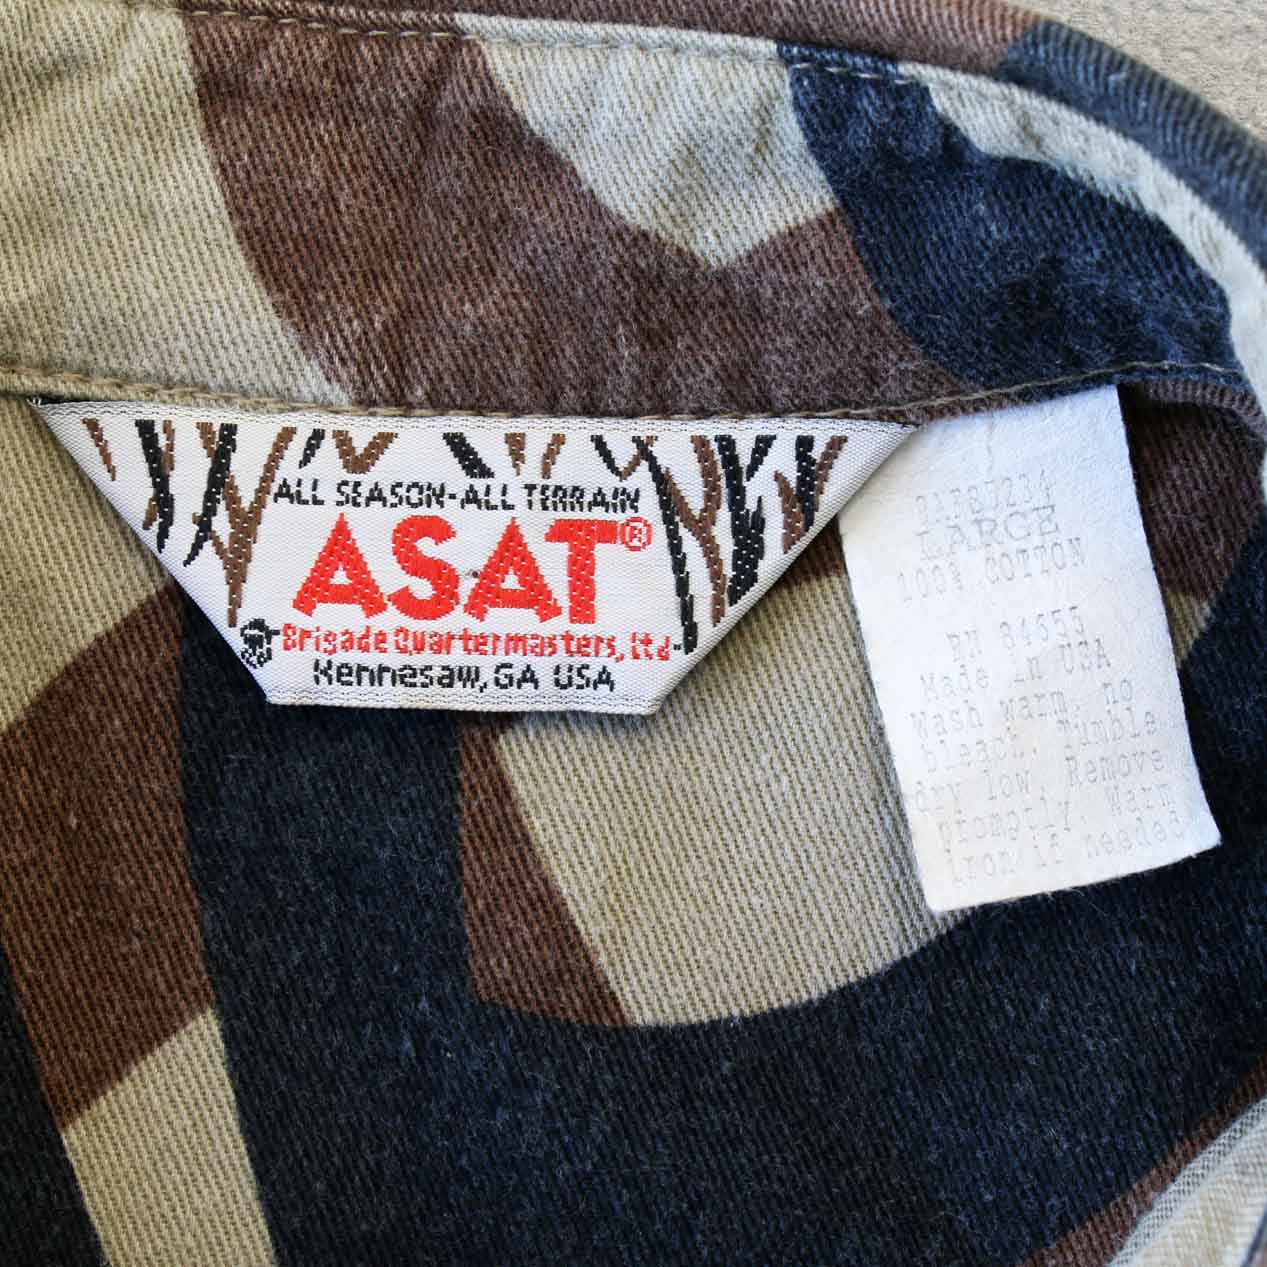 ALL SEASON-ALL TERRAIN
ASAT®
Brigade Quartermasters, Ltd.
Kennesaw, GA USA
LARGE
100% COTTON
RN 84655
Made in USA
Wash warm, no
bleach. Tumble
dry low. Remove
promptly. Warm
iron if needed